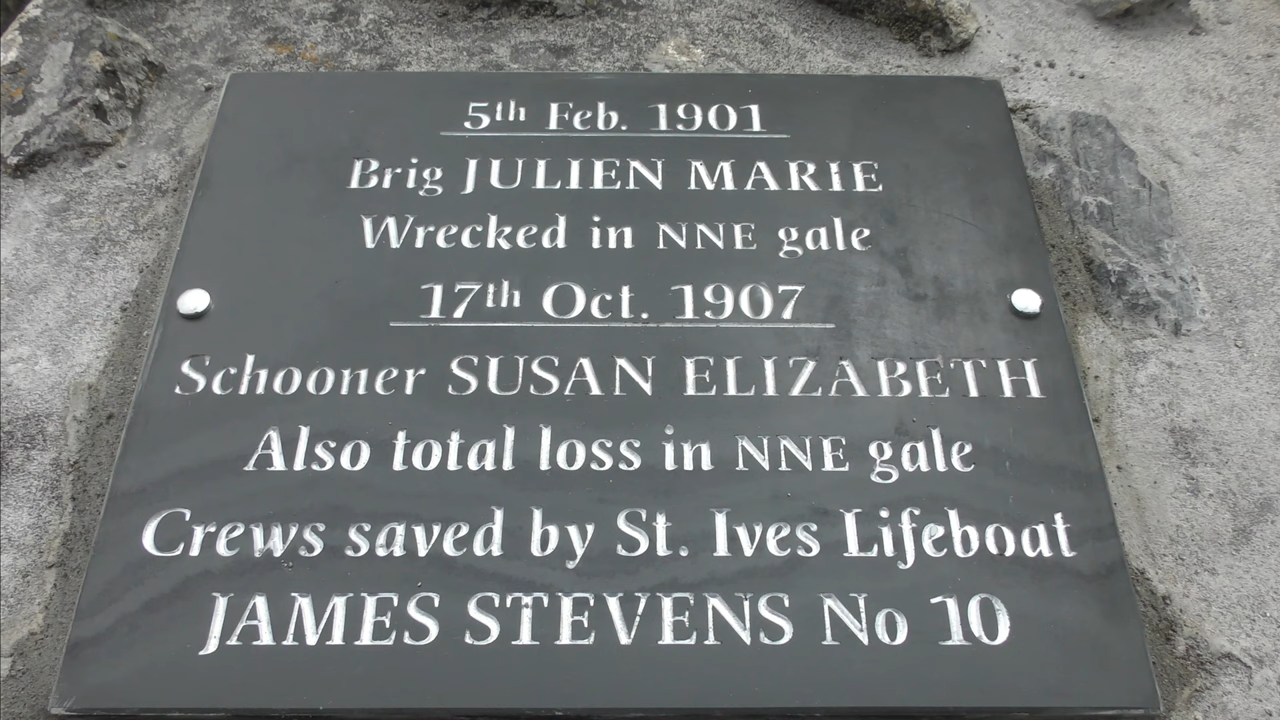 5th Feb. 1901
Brig JULIEN MARIE
Wrecked in NNE gale
17th Oct. 1907
Schooner SUSAN ELIZABETH
Also total loss in NNE gale
Crews saved by St. Ives Lifeboat
JAMES STEVENS No 10